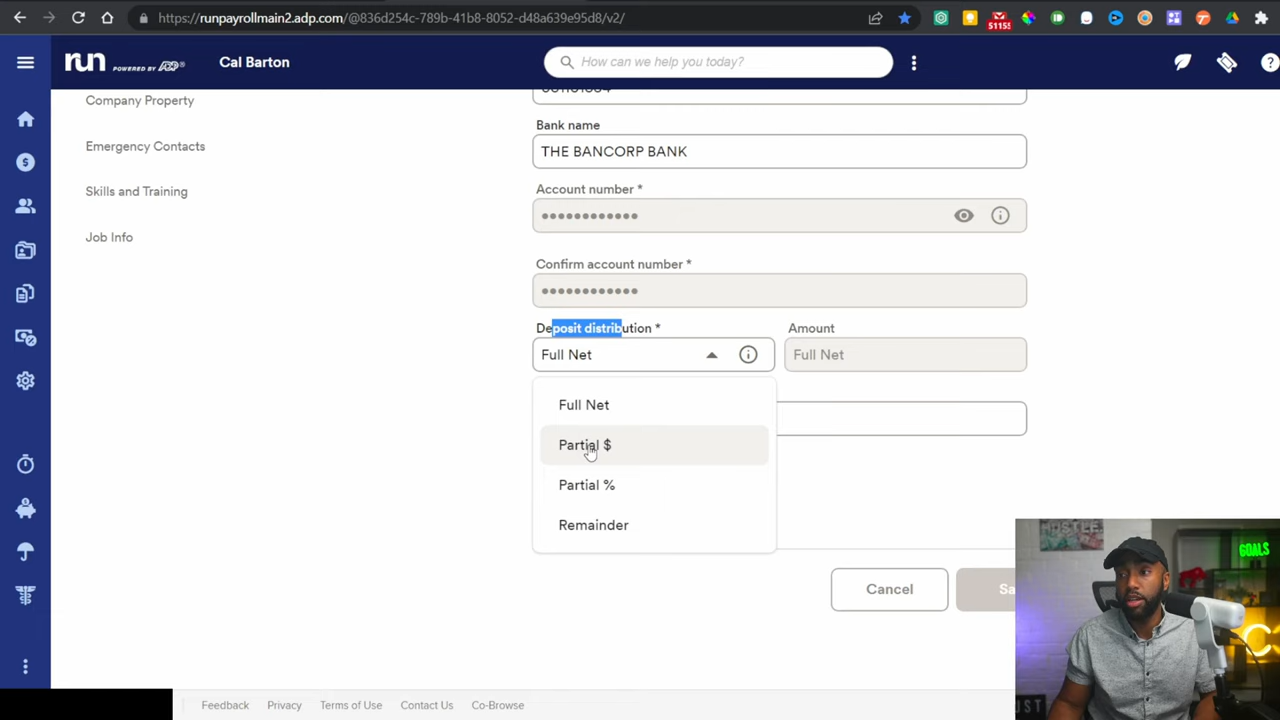 https://runpayrollmain2.adp.com/@836d254c-789b-41b8-8052-d48a639e95d8/v2/
51155
run POWERED BY ADP
Cal Barton
How can we help you today?
Company Property
Emergency Contacts
Skills and Training
Job Info
Bank name
THE BANCORP BANK
Account number *
Confirm account number *
Deposit distribution *
Amount
Full Net
Full Net
Full Net
Partial $
Partial %
Remainder
Cancel
Sa
GOALS
HUSTLE
Feedback
Privacy
Terms of Use
Contact Us
Co-Browse